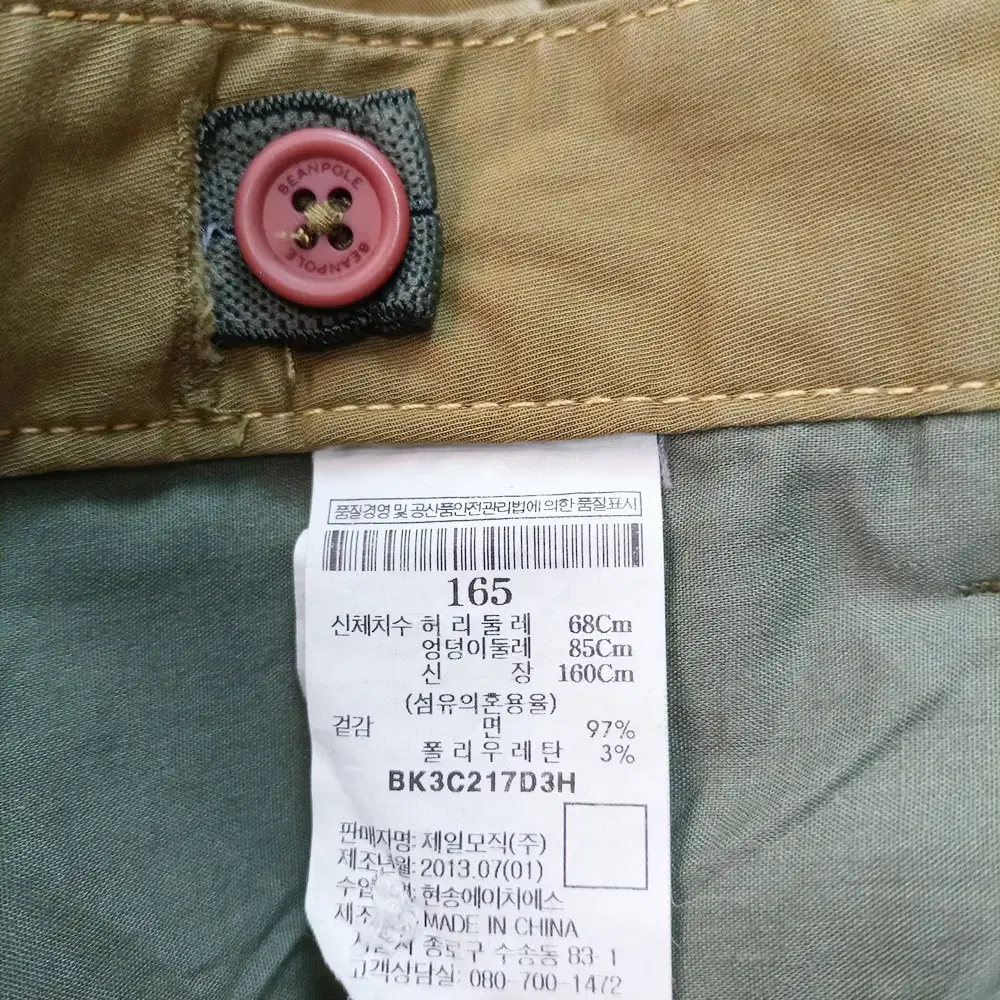 BEANPOLE
BEANPOLE
품질경영 및 공산품안전관리법에 의한 품질표시
165
신체치수 허리둘레 68Cm
엉덩이둘레 85Cm
신장 160Cm
(섬유의혼용율)
겉감 면 97%
폴리우레탄 3%
BK3C217D3H
판매자명: 제일모직(주)
제조년월: 2013.07(01)
현송에이치에스
MADE IN CHINA
종로구 수송동 83-1
고객상담실: 080-700-1472